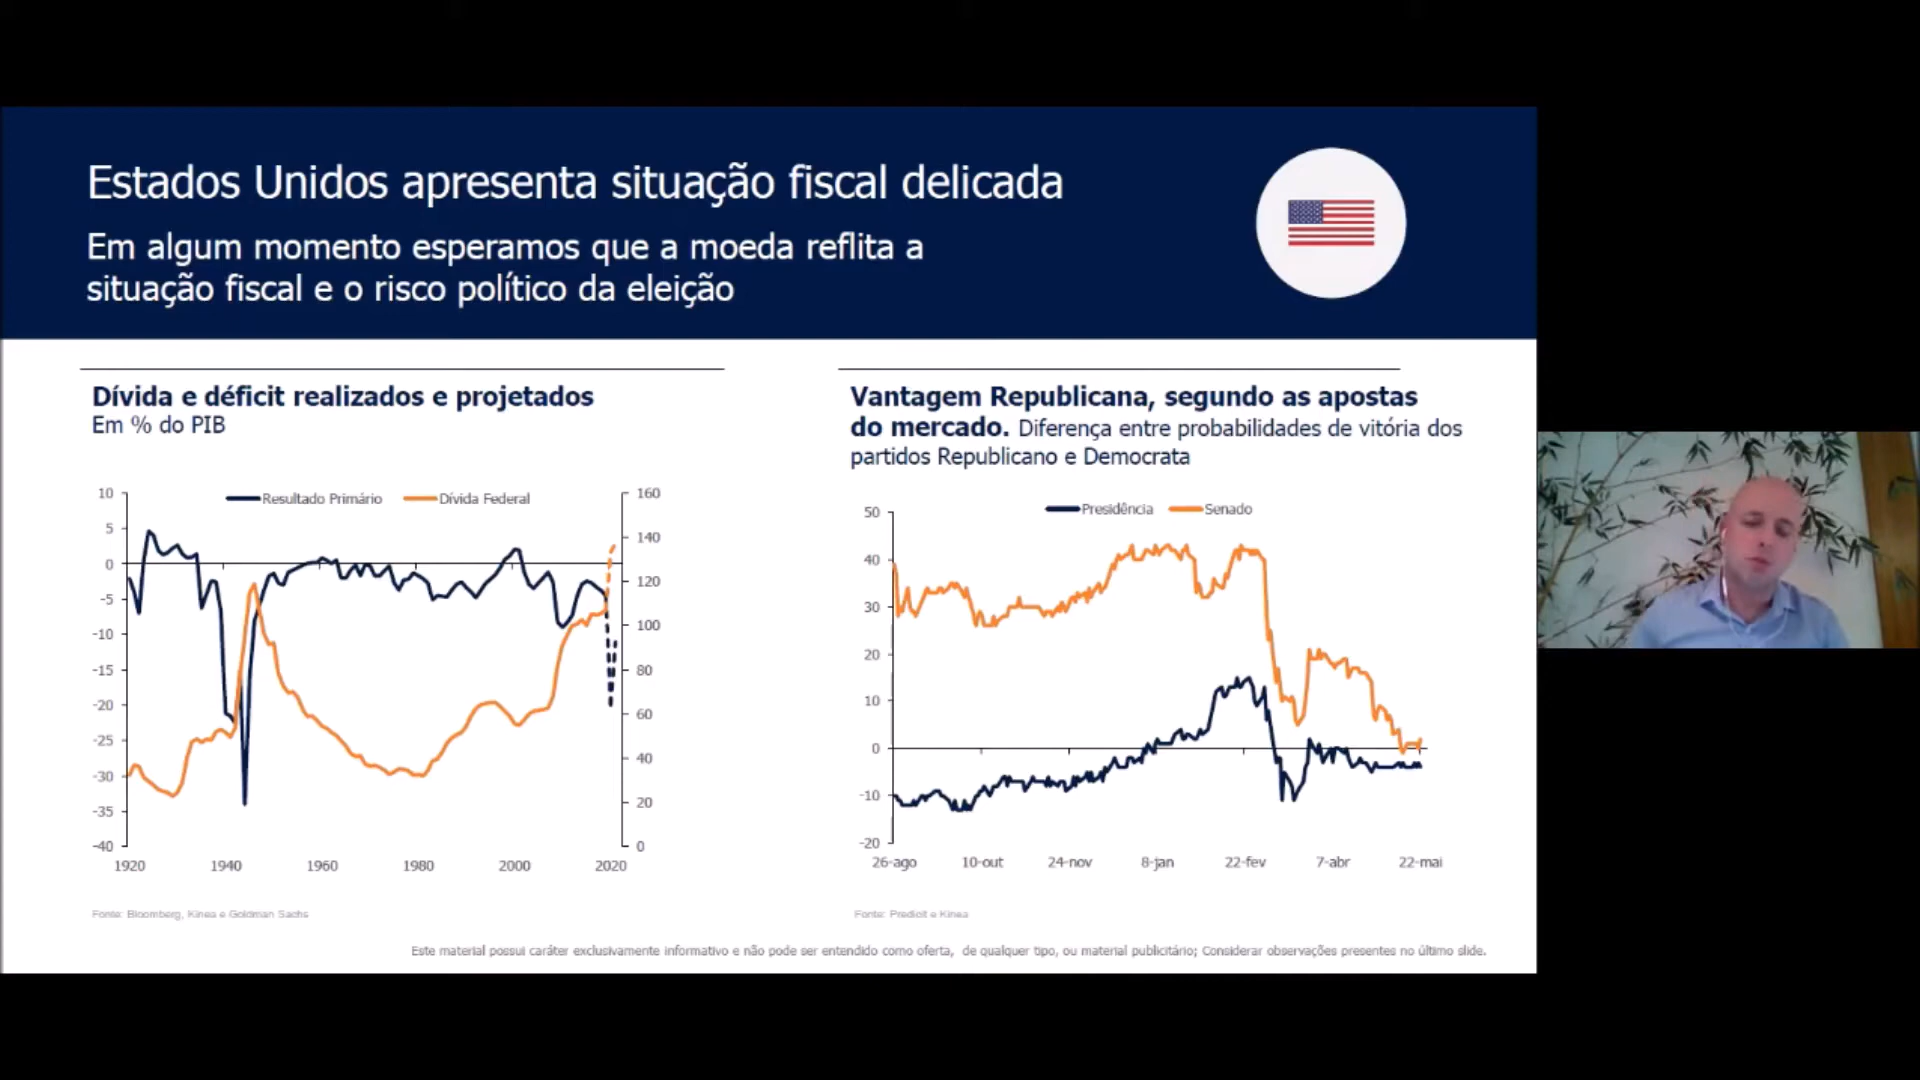 Estados Unidos apresenta situação fiscal delicada
Em algum momento esperamos que a moeda reflita a
situação fiscal e o risco político da eleição
Dívida e déficit realizados e projetados
Em % do PIB
Resultado Primário
Dívida Federal
10
5
0
-5
-10
-15
-20
-25
-30
-35
-40
160
140
120
100
80
60
40
20
0
1920
1940
1960
1980
2000
2020
Fonte: Bloomberg, Kinea e Goldman Sachs
Vantagem Republicana, segundo as apostas
do mercado. Diferença entre probabilidades de vitória dos
partidos Republicano e Democrata
Presidência
Senado
50
40
30
20
10
0
-10
-20
26-ago
10-out
24-nov
8-jan
22-fev
7-abr
22-mai
Fonte: Predicit e Kinea
Este material possui caráter exclusivamente informativo e não pode ser entendido como oferta, de qualquer tipo, ou material publicitário; Considerar observações presentes no último slide.